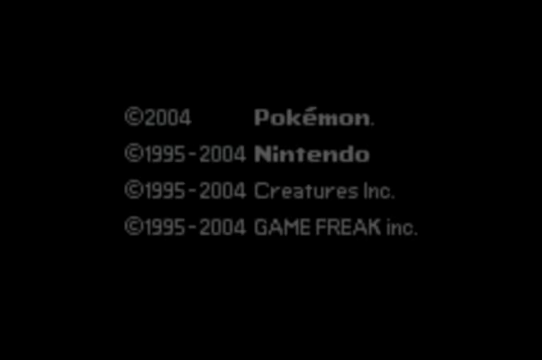 ©2004 Pokémon.
©1995-2004 Nintendo
©1995-2004 Creatures Inc.
©1995-2004 GAME FREAK inc.